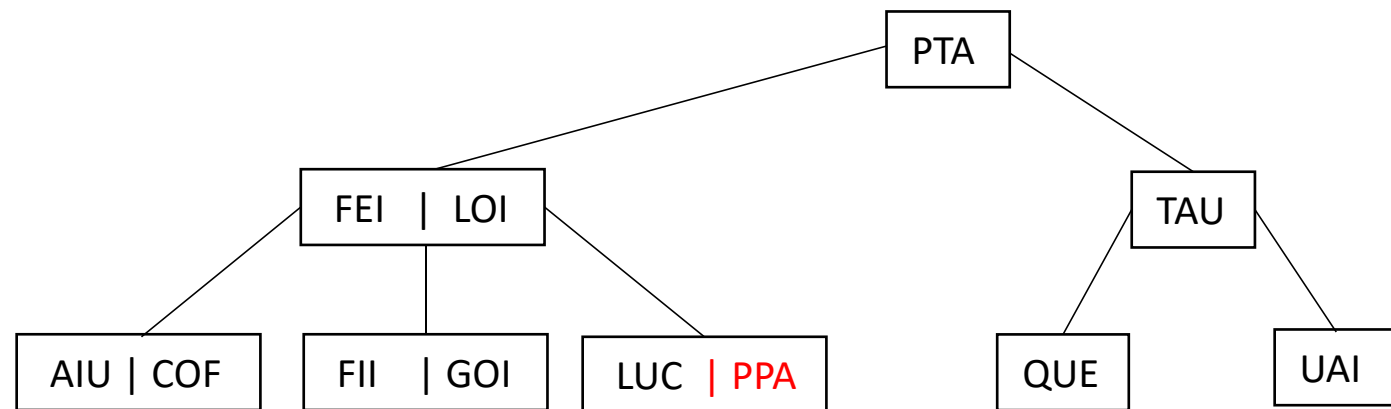 PTA
FEI | LOI
TAU
AIU | COF
FII | GOI
LUC | PPA
QUE
UAI